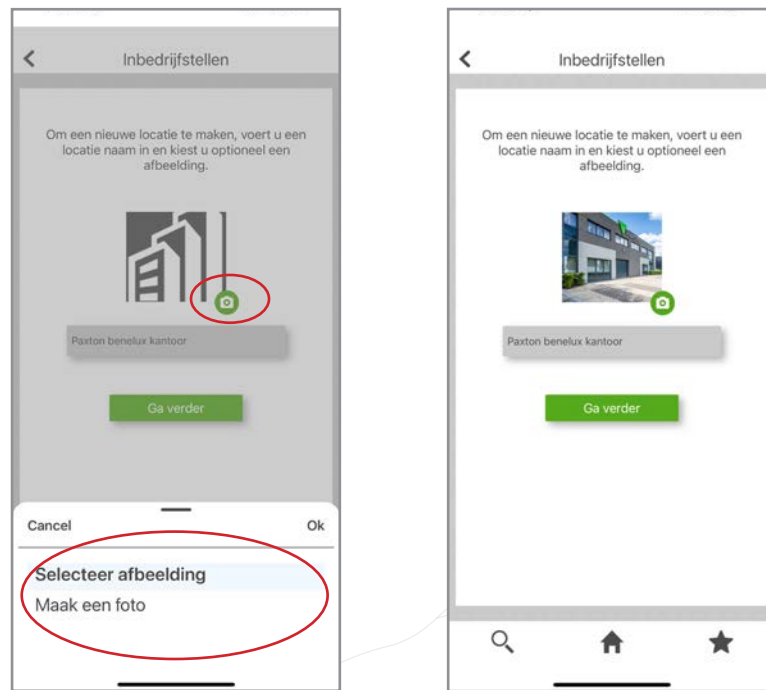 Inbedrijfstellen
Om een nieuwe locatie te maken, voert u een
locatie naam in en kiest u optioneel een
afbeelding.
Paxton benelux kantoor
Ga verder
Cancel
Ok
Selecteer afbeelding
Maak een foto
Inbedrijfstellen
Om een nieuwe locatie te maken, voert u een
locatie naam in en kiest u optioneel een
afbeelding.
Paxton benelux kantoor
Ga verder